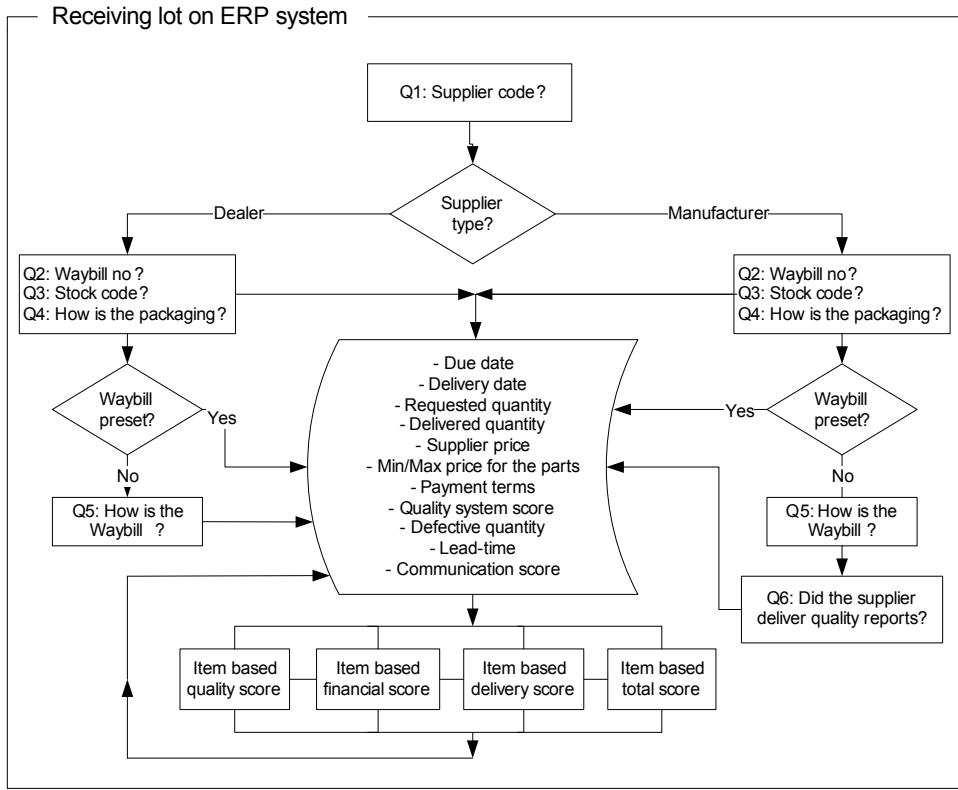 Receiving lot on ERP system
Q1: Supplier code?
Supplier
type?
Dealer
Manufacturer
Q2: Waybill no?
Q3: Stock code?
Q4: How is the packaging?
Q2: Waybill no?
Q3: Stock code?
Q4: How is the packaging?
Waybill
preset?
Yes
No
Q5: How is the
Waybill ?
- Due date
- Delivery date
- Requested quantity
- Delivered quantity
- Supplier price
- Min/Max price for the parts
- Payment terms
- Quality system score
- Defective quantity
- Lead-time
- Communication score
Waybill
preset?
Yes
No
Q5: How is the
Waybill ?
Q6: Did the supplier
deliver quality reports?
Item based
quality score
Item based
financial score
Item based
delivery score
Item based
total score